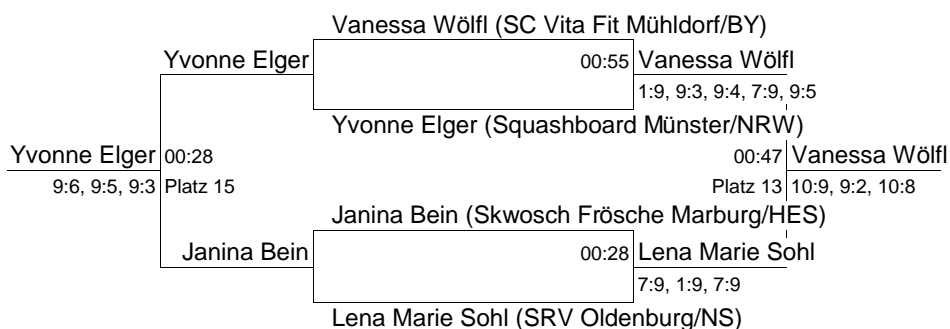 Vanessa Wölfl (SC Vita Fit Mühldorf/BY)
Yvonne Elger 00:55 Vanessa Wölfl
1:9, 9:3, 9:4, 7:9, 9:5
Yvonne Elger (Squashboard Münster/NRW)
Yvonne Elger 00:28 00:47 Vanessa Wölfl
9:6, 9:5, 9:3 Platz 15 Platz 13 10:9, 9:2, 10:8
Janina Bein (Skwosch Frösche Marburg/HES)
Janina Bein 00:28 Lena Marie Sohl
7:9, 1:9, 7:9
Lena Marie Sohl (SRV Oldenburg/NS)